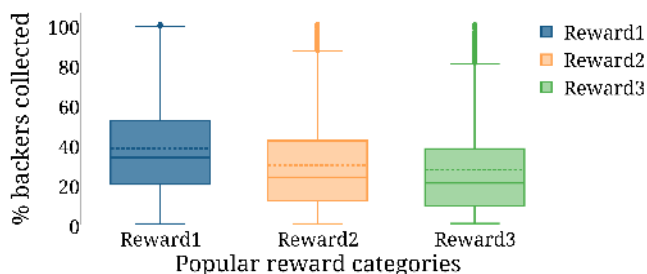 % backers collected
100
80
60
40
20
0
Reward1 Reward2 Reward3
Popular reward categories
Reward1
Reward2
Reward3